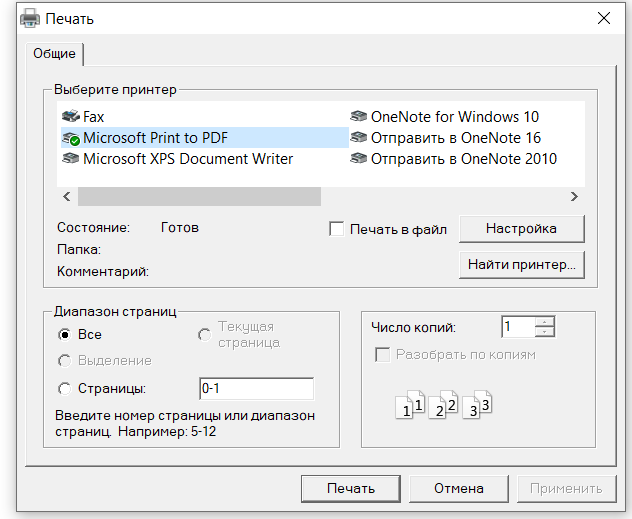 Печать
Общие
Выберите принтер
Fax
OneNote for Windows 10
Microsoft Print to PDF
Отправить в OneNote 16
Microsoft XPS Document Writer
Отправить в OneNote 2010
Состояние: Готов
Печать в файл
Настройка
Папка:
Комментарий:
Найти принтер...
Диапазон страниц
Все
Текущая
страница
Выделение
Страницы: 0-1
Введите номер страницы или диапазон
страниц. Например: 5-12
Число копий: 1
Разобрать по копиям
1 1 2 2 3 3
Печать
Отмена
Применить